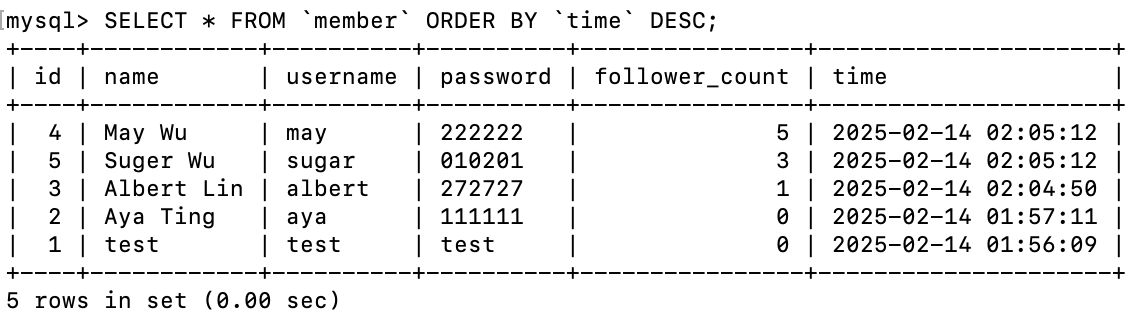 [mysql> SELECT * FROM `member` ORDER BY `time` DESC;
+----+------------+----------+----------+----------------+---------------------+
| id | name       | username | password | follower_count | time                |
+----+------------+----------+----------+----------------+---------------------+
|  4 | May Wu     | may      | 222222   |              5 | 2025-02-14 02:05:12 |
|  5 | Suger Wu   | sugar    | 010201   |              3 | 2025-02-14 02:05:12 |
|  3 | Albert Lin | albert   | 272727   |              1 | 2025-02-14 02:04:50 |
|  2 | Aya Ting   | aya      | 111111   |              0 | 2025-02-14 01:57:11 |
|  1 | test       | test     | test     |              0 | 2025-02-14 01:56:09 |
+----+------------+----------+----------+----------------+---------------------+
5 rows in set (0.00 sec)